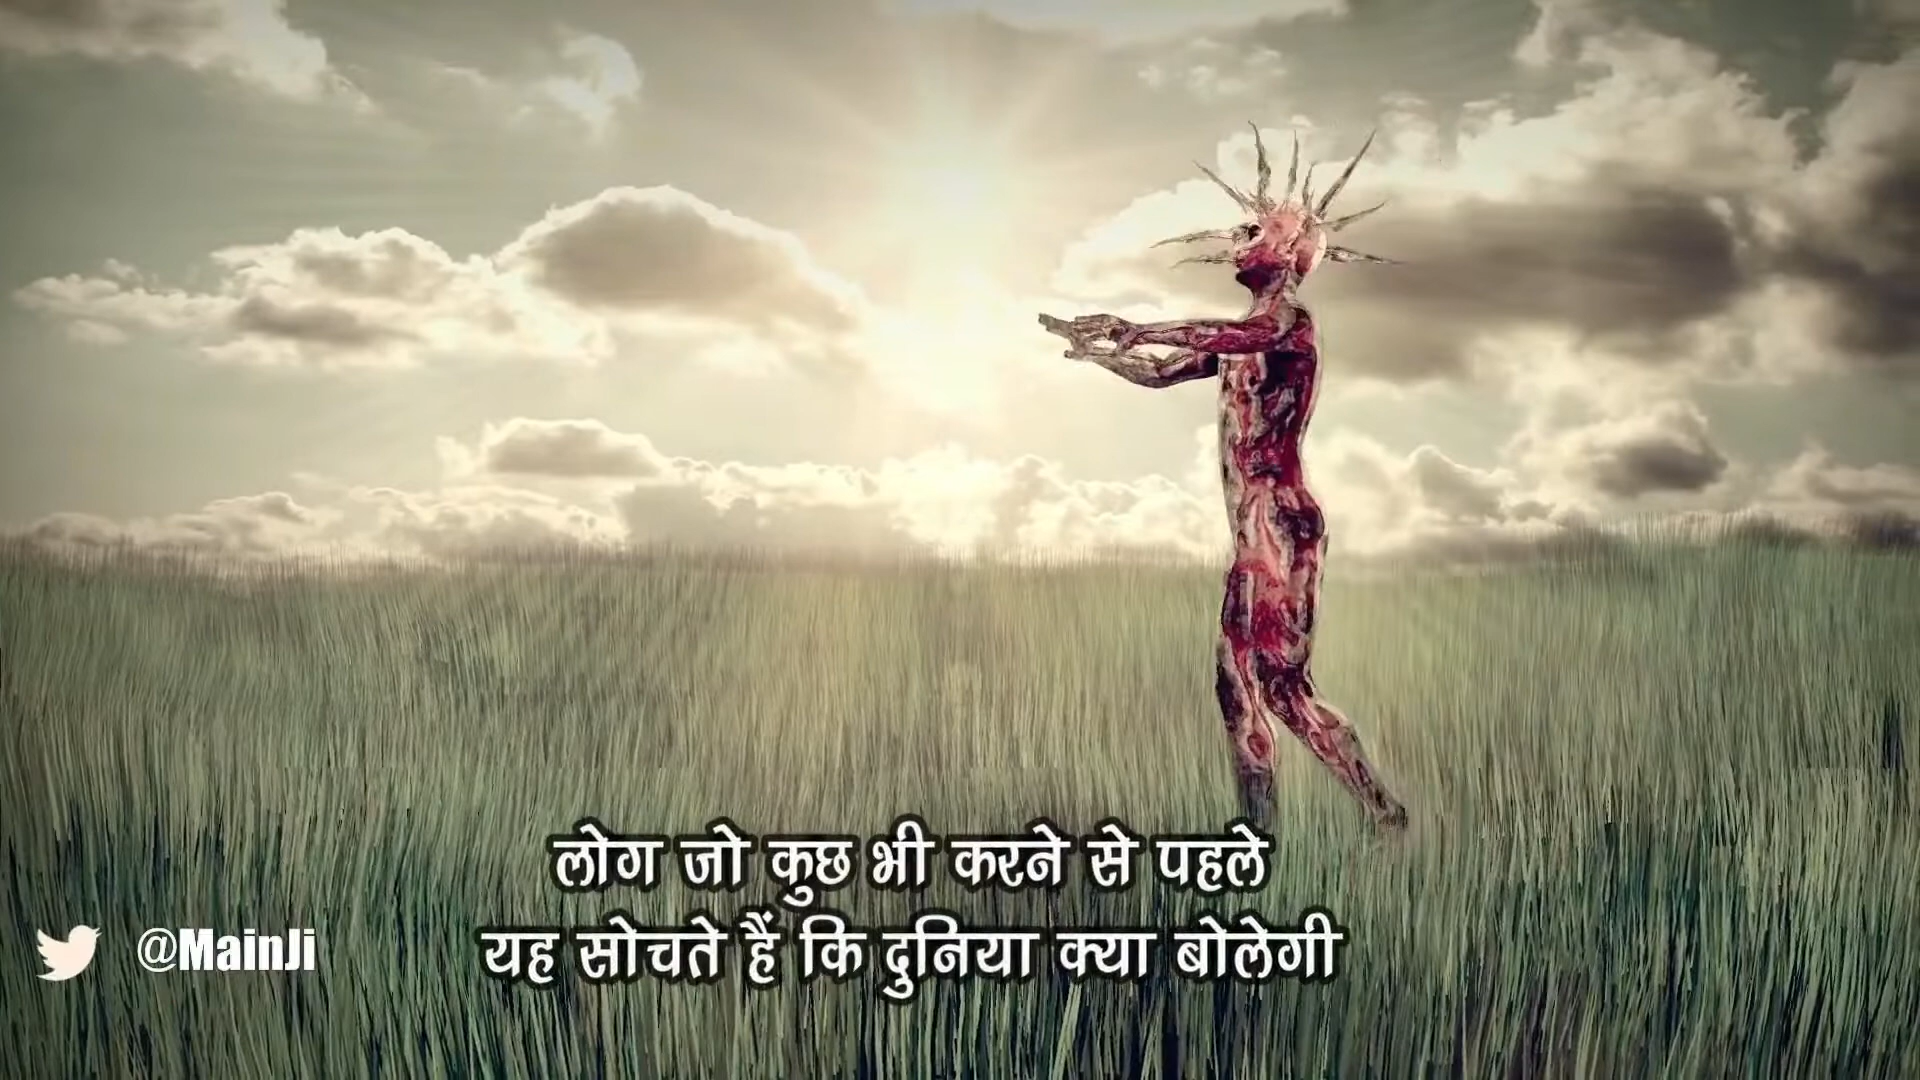 लोग जो कुछ भी करने से पहले
यह सोचते हैं कि दुनिया क्या बोलेगी
@MainJi